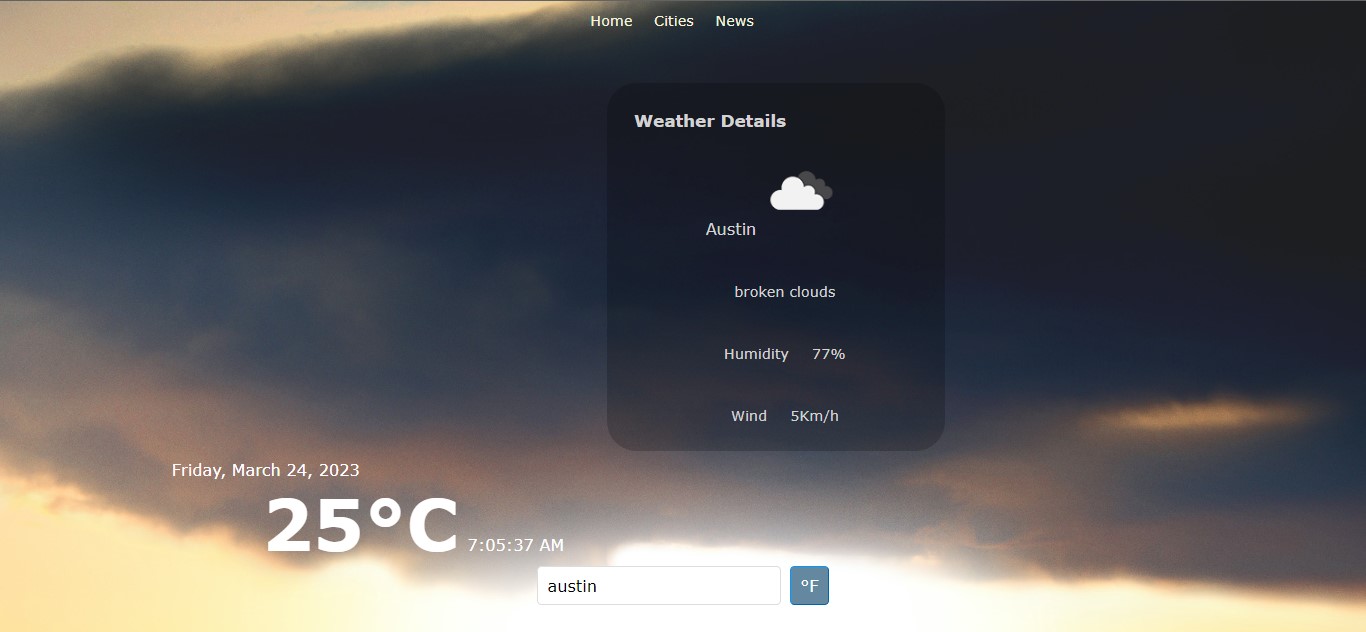 Home Cities News
Weather Details
Austin
broken clouds
Humidity 77%
Wind 5Km/h
Friday, March 24, 2023
25°C 7:05:37 AM
austin °F